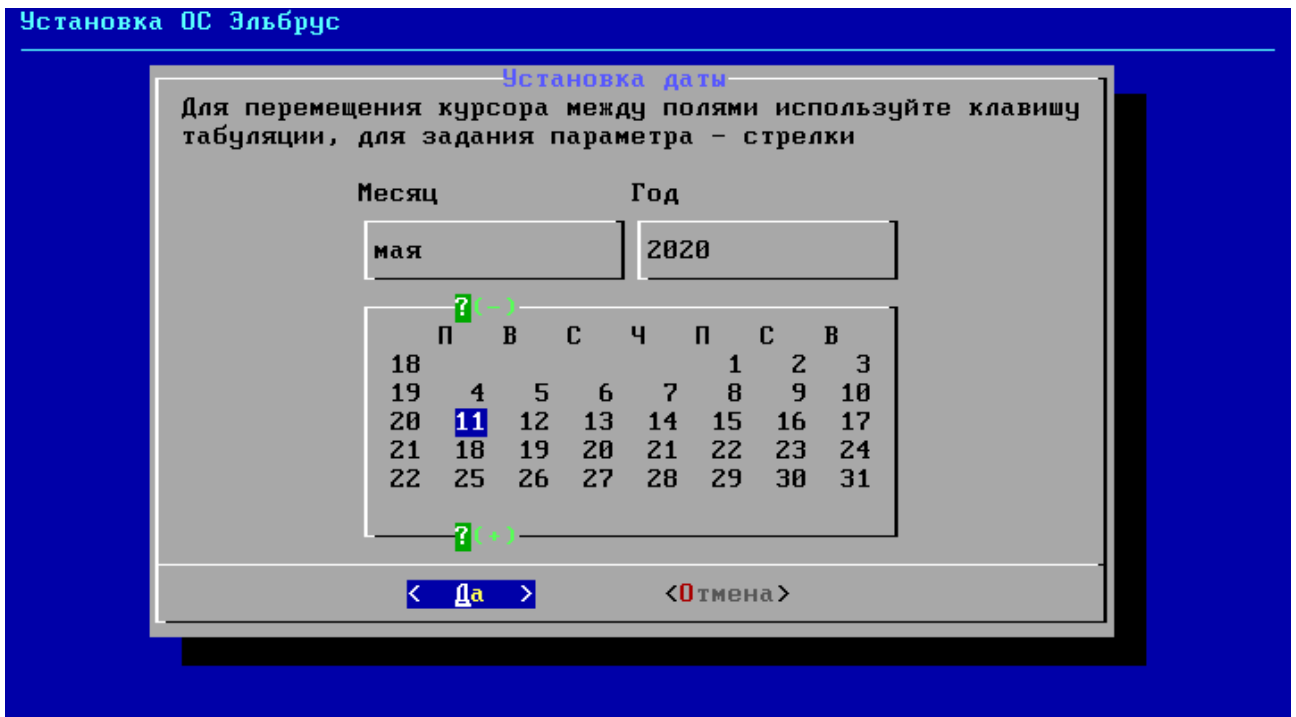 Установка ОС Эльбрус
Установка даты
Для перемещения курсора между полями используйте клавишу
табуляции, для задания параметра - стрелки
Месяц Год
мая 2020
?(-)
П В С Ч П С В
18 1 2 3
19 4 5 6 7 8 9 10
20 11 12 13 14 15 16 17
21 18 19 20 21 22 23 24
22 25 26 27 28 29 30 31
?(+)
< Да > <Отмена>